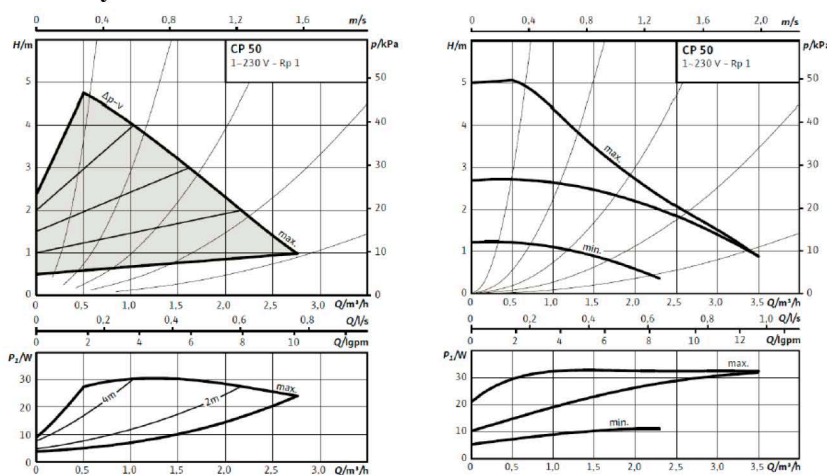 0 0,4 0,8 1,2 1,6 m/s
H/m CP 50 p/kPa
1~230 V - Rp 1
5 50
4 40
3 30
2 20
1 10
0 0
Δp-v
max.
0 0,5 1,0 1,5 2,0 2,5 3,0 Q/m³/h
0 0,2 0,4 0,6 0,8 Q/l/s
0 2 4 6 8 10 Q/Igpm
P₁/W
30
20
10
0
4m
2m
max.
0 0,5 1,0 1,5 2,0 2,5 3,0 Q/m³/h
0 0,4 0,8 1,2 1,6 2,0 m/s
H/m CP 50 p/kPa
1~230 V - Rp 1
5 50
4 40
3 30
2 20
1 10
0 0
max.
min.
0 0,5 1,0 1,5 2,0 2,5 3,0 3,5 Q/m³/h
0 0,2 0,4 0,6 0,8 1,0 Q/l/s
0 2 4 6 8 10 12 Q/Igpm
P₁/W
30
20
10
0
max.
min.
0 0,5 1,0 1,5 2,0 2,5 3,0 3,5 Q/m³/h